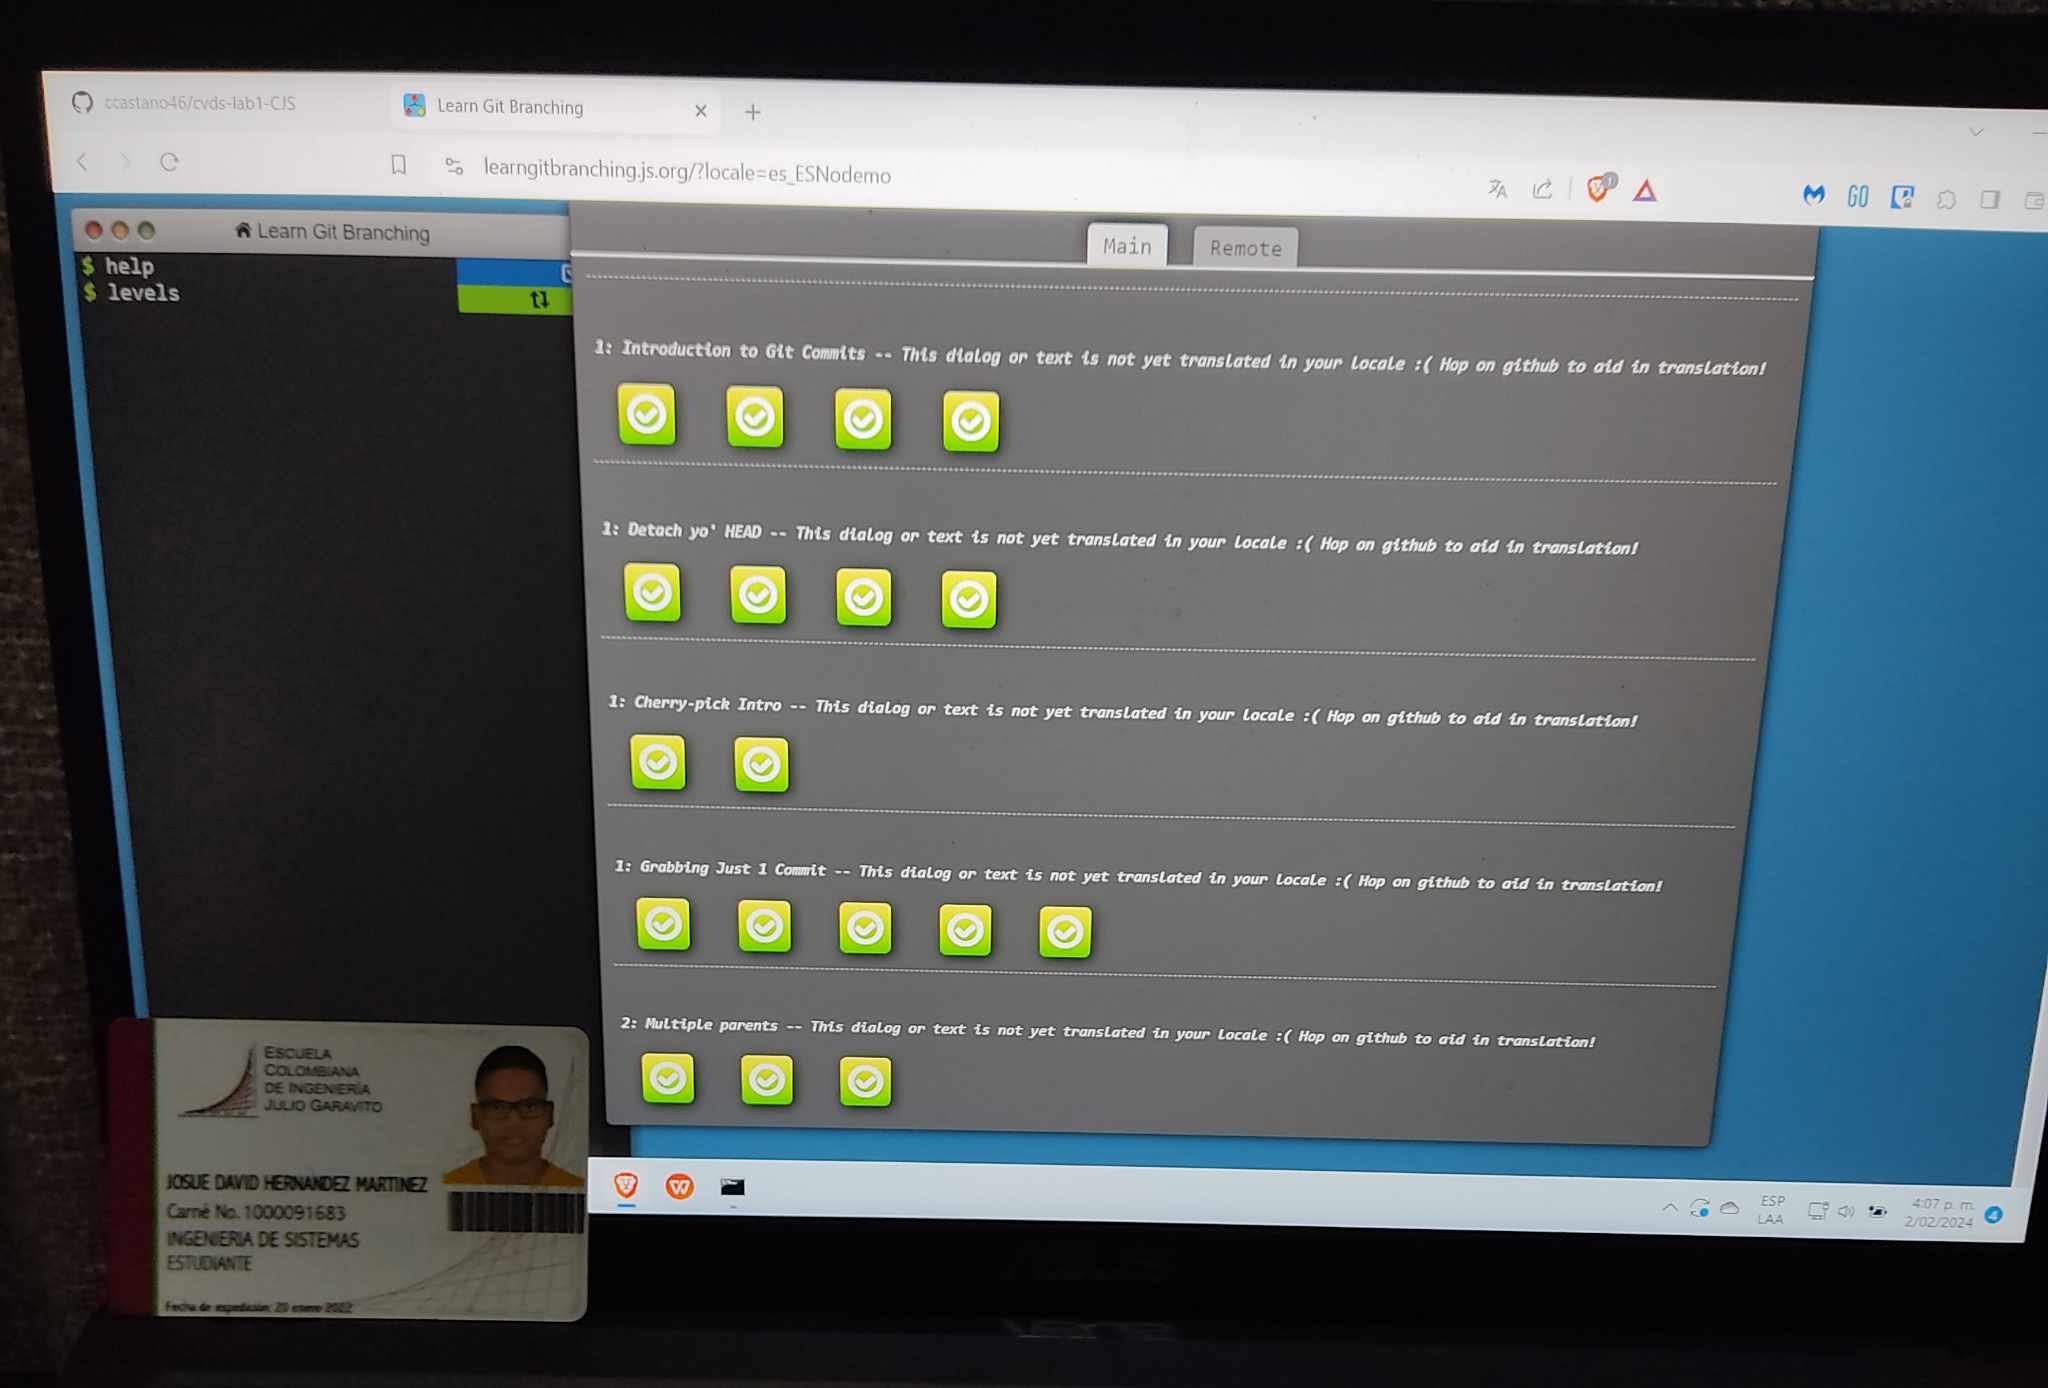 ccastano46/cvds-lab1-CJS
Learn Git Branching
learngitbranching.js.org/?locale=es_ESNodemo
GO
Learn Git Branching
$ help
$ levels
Main
Remote
1: Introduction to Git Commits -- This dialog or text is not yet translated in your locale :( Hop on github to aid in translation!
1: Detach yo' HEAD -- This dialog or text is not yet translated in your locale :( Hop on github to aid in translation!
1: Cherry-pick Intro -- This dialog or text is not yet translated in your locale :( Hop on github to aid in translation!
1: Grabbing Just 1 Commit -- This dialog or text is not yet translated in your locale :( Hop on github to aid in translation!
2: Multiple parents -- This dialog or text is not yet translated in your locale :( Hop on github to aid in translation!
ESCUELA
COLOMBIANA
DE INGENIERÍA
JULIO GARAVITO
JOSUE DAVID HERNANDEZ MARTINEZ
Carné No. 1000091683
INGENIERIA DE SISTEMAS
ESTUDIANTE
Fecha de expedición: 20 enero 2022
ESP
LAA
4:07 p. m.
2/02/2024
4